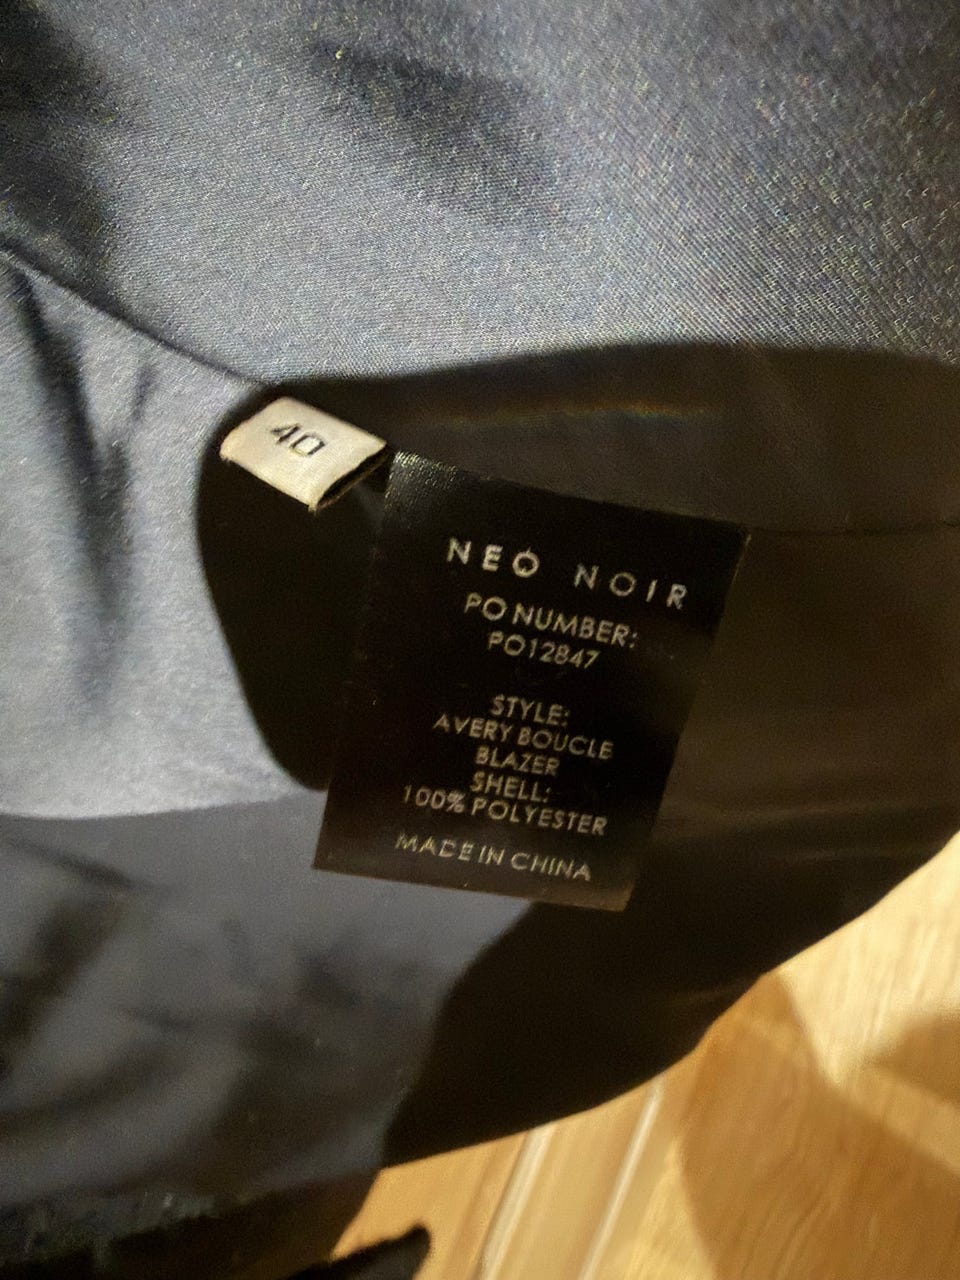 40
NEO NOIR
PO NUMBER:
PO12847
STYLE:
AVERY BOUCLE
BLAZER
SHELL:
100% POLYESTER
MADE IN CHINA